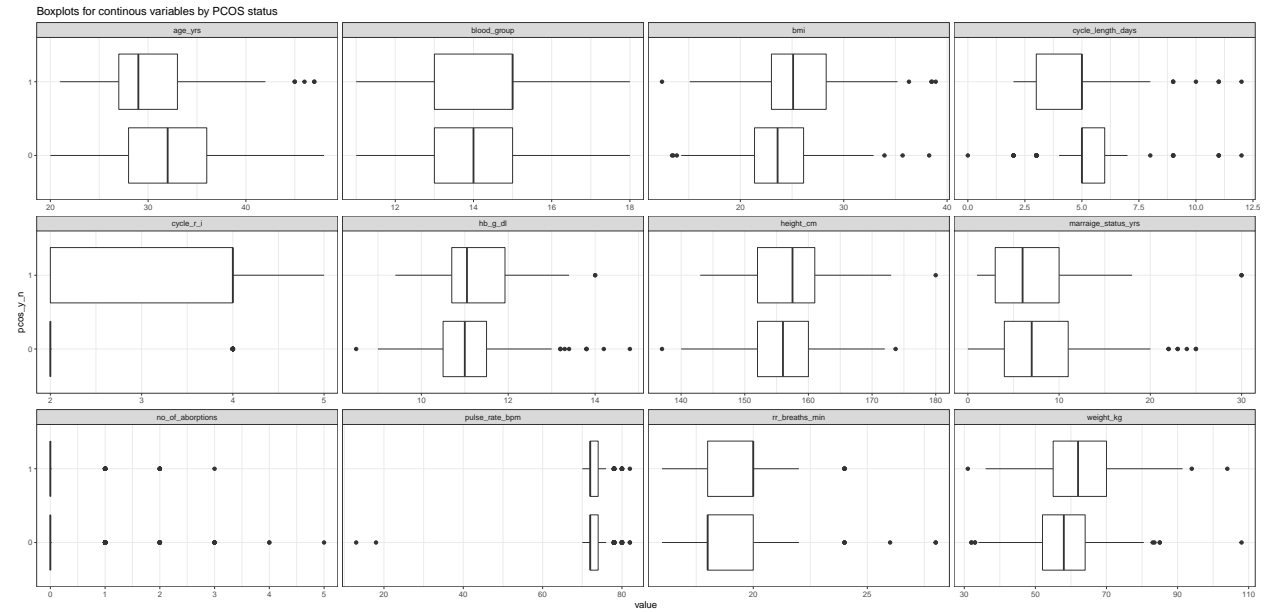 Boxplots for continous variables by PCOS status
age_yrs
blood_group
bmi
cycle_length_days
1
0
20 30 40
12 14 16 18
20 30 40
0.0 2.5 5.0 7.5 10.0 12.5
cycle_r_i
hb_g_dl
height_cm
marraige_status_yrs
pcos_y_n
1
0
2 3 4 5
10 12 14
140 150 160 170 180
0 10 20 30
no_of_aborptions
pulse_rate_bpm
rr_breaths_min
weight_kg
1
0
0 1 2 3 4 5
20 40 60 80
20 25
30 50 70 90 110
value